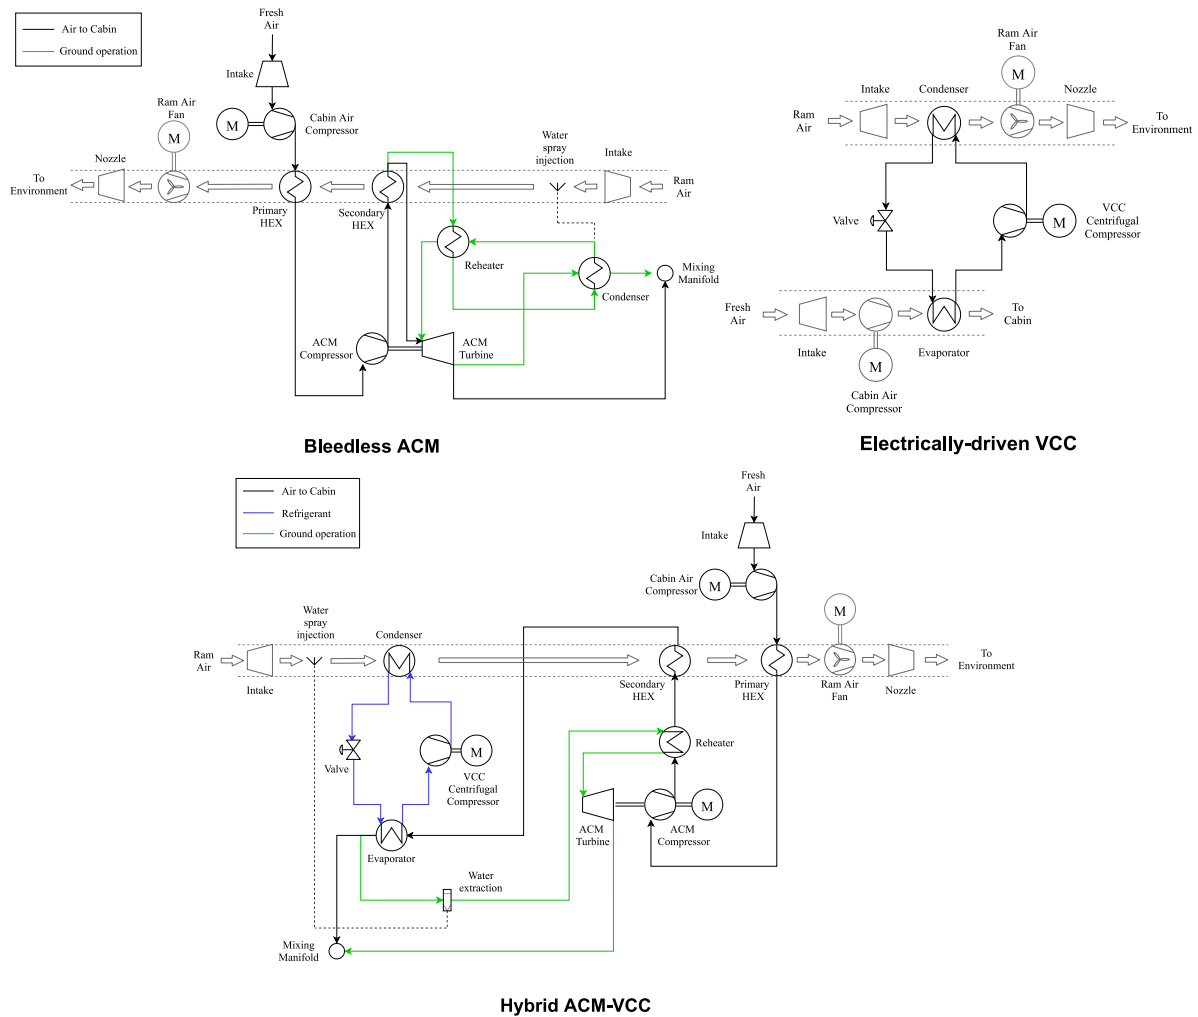 Air to Cabin
Ground operation
Fresh
Air
Intake
M
Cabin Air
Compressor
Ram Air
Fan
M
Nozzle
To
Environment
Primary
HEX
Secondary
HEX
Water
spray
injection
Intake
Ram
Air
Reheater
Condenser
Mixing
Manifold
ACM
Compressor
ACM
Turbine
Bleedless ACM
Ram Air
Fan
M
Intake
Condenser
Nozzle
Ram
Air
To
Environment
Valve
M
VCC
Centrifugal
Compressor
Fresh
Air
To
Cabin
Intake
Evaporator
M
Cabin Air
Compressor
Electrically-driven VCC
Air to Cabin
Refrigerant
Ground operation
Fresh
Air
Intake
Cabin Air
Compressor
M
M
Water
spray
injection
Condenser
Ram
Air
Intake
Secondary
HEX
Primary
HEX
Ram Air
Fan
Nozzle
To
Environment
Valve
M
VCC
Centrifugal
Compressor
Reheater
M
ACM
Turbine
ACM
Compressor
Evaporator
Water
extraction
Mixing
Manifold
Hybrid ACM-VCC